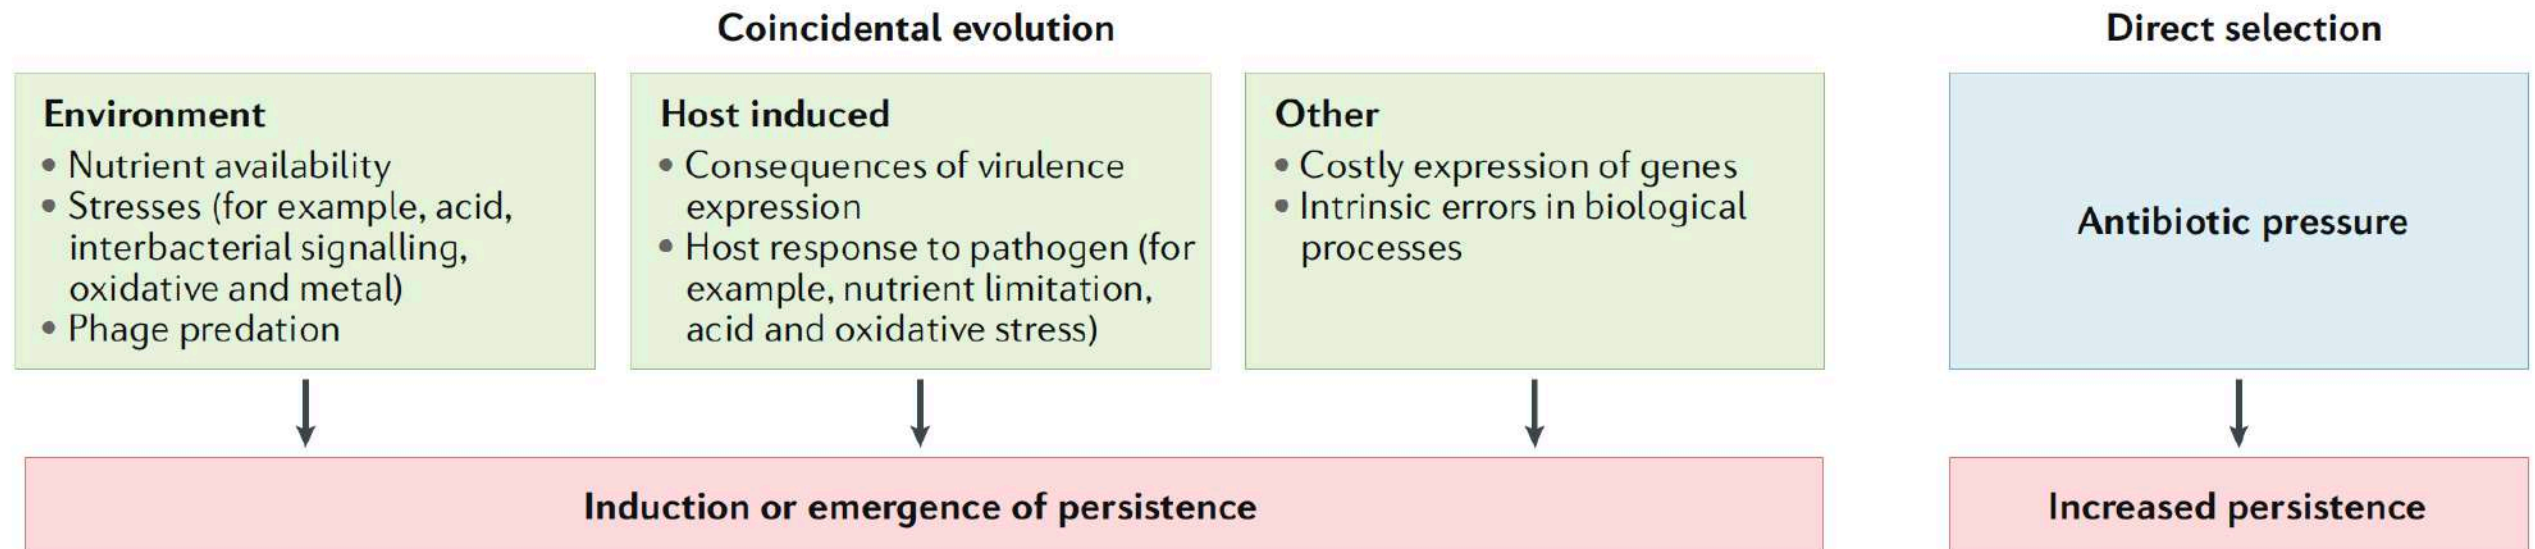 Coincidental evolution
Direct selection
Environment
• Nutrient availability
• Stresses (for example, acid,
interbacterial signalling,
oxidative and metal)
• Phage predation
Host induced
• Consequences of virulence
expression
• Host response to pathogen (for
example, nutrient limitation,
acid and oxidative stress)
Other
• Costly expression of genes
• Intrinsic errors in biological
processes
Antibiotic pressure
Induction or emergence of persistence
Increased persistence